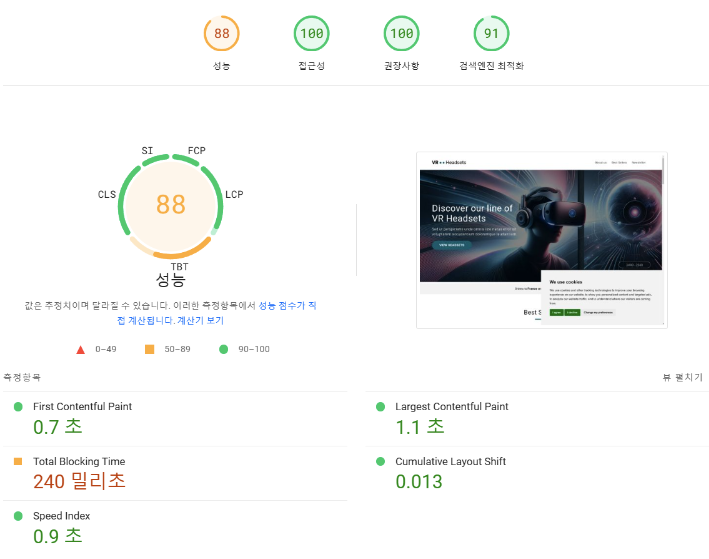 88
100
100
91
성능
접근성
권장사항
검색엔진 최적화
SI
FCP
CLS
LCP
88
TBT
성능
값은 추정치이며 달라질 수 있습니다. 이러한 측정항목에서 성능 점수가 직
접 계산됩니다. 계산기 보기
0–49
50–89
90–100
VR Headsets
Discover our line of
VR Headsets
VIEW HEADSETS
We use cookies
Best S
Change my preferences
측정항목
뷰 펼치기
First Contentful Paint
0.7 초
Largest Contentful Paint
1.1 초
Total Blocking Time
240 밀리초
Cumulative Layout Shift
0.013
Speed Index
0.9 초